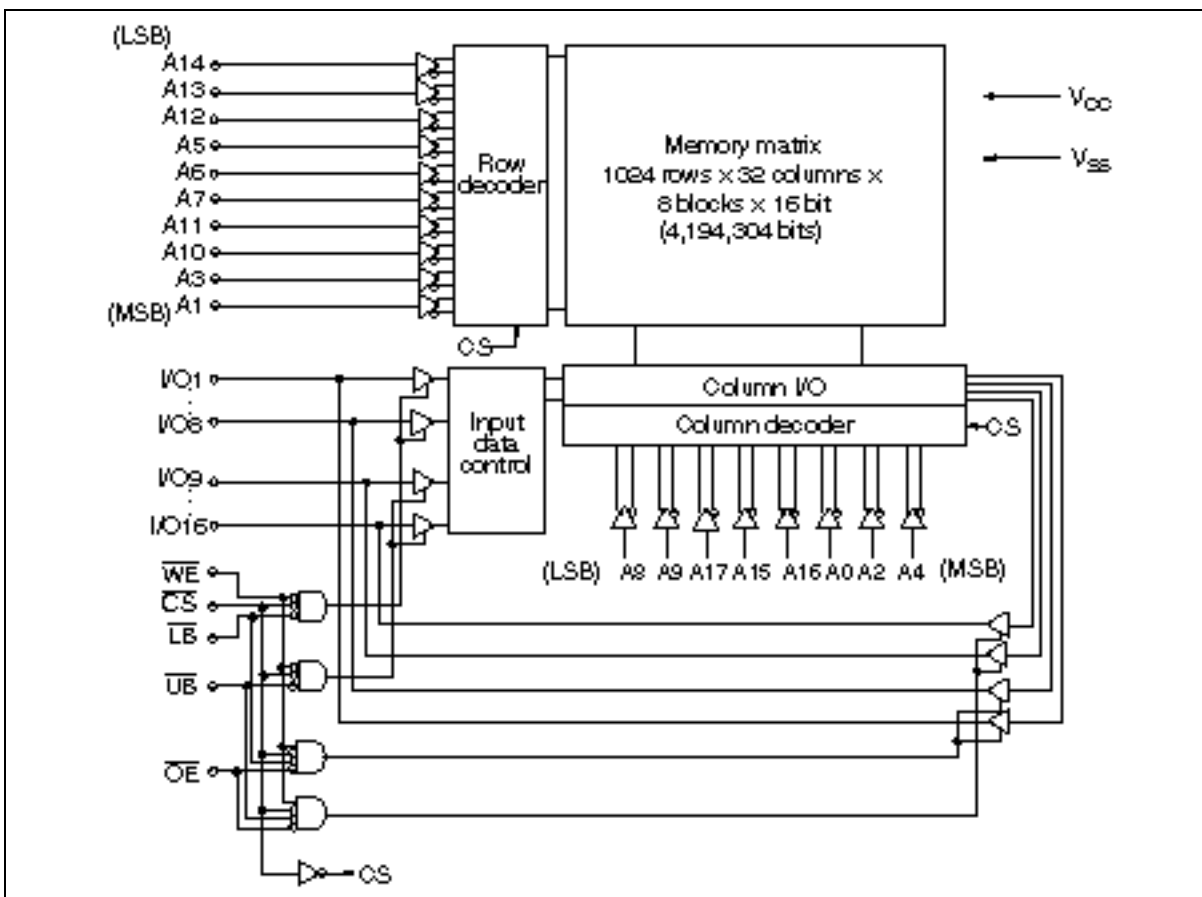 (LSB)
A14
A13
A12
A5
A6
A7
A11
A10
A3
(MSB) A1
Row
decoder
Memory matrix
1024 rows × 32 columns ×
8 blocks × 16 bit
(4,194,304 bits)
VCC
VSS
CS
I/O1
I/O8
I/O9
I/O16
Input
data
control
Column I/O
Column decoder
CS
(LSB) A8 A9 A17 A15 A16 A0 A2 A4 (MSB)
WE
CS
LB
UB
OE
CS